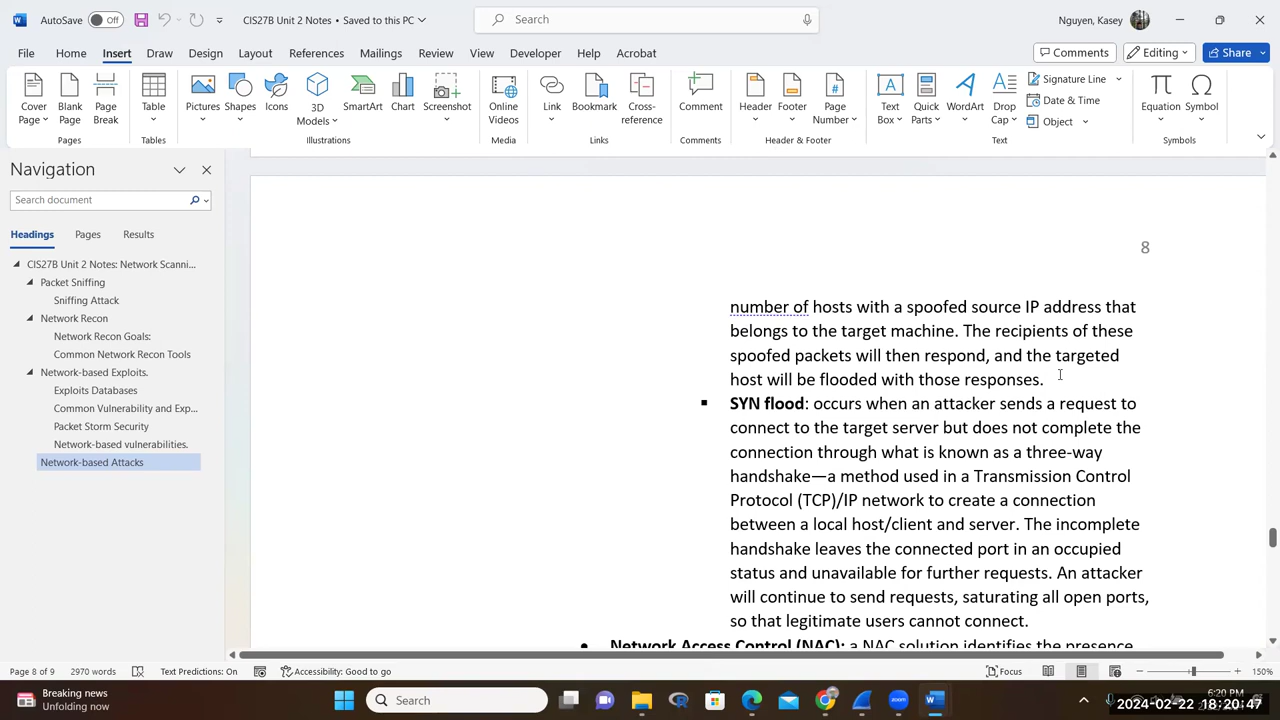 AutoSave Off CIS27B Unit 2 Notes • Saved to this PC Search Nguyen, Kasey
File Home Insert Draw Design Layout References Mailings Review View Developer Help Acrobat Comments Editing Share
Cover Page Blank Page Page Break Table Pictures Shapes Icons 3D Models SmartArt Chart Screenshot Online Videos Link Bookmark Cross-reference Comment Header Footer Page Number Text Box Quick Parts WordArt Drop Cap Signature Line Date & Time Object Equation Symbol
Pages Tables Illustrations Media Links Comments Header & Footer Text Symbols
Navigation
Search document
Headings Pages Results
CIS27B Unit 2 Notes: Network Scanni...
Packet Sniffing
Sniffing Attack
Network Recon
Network Recon Goals:
Common Network Recon Tools
Network-based Exploits.
Exploits Databases
Common Vulnerability and Exp...
Packet Storm Security
Network-based vulnerabilities.
Network-based Attacks
8
number of hosts with a spoofed source IP address that
belongs to the target machine. The recipients of these
spoofed packets will then respond, and the targeted
host will be flooded with those responses.
▪ SYN flood: occurs when an attacker sends a request to
connect to the target server but does not complete the
connection through what is known as a three-way
handshake—a method used in a Transmission Control
Protocol (TCP)/IP network to create a connection
between a local host/client and server. The incomplete
handshake leaves the connected port in an occupied
status and unavailable for further requests. An attacker
will continue to send requests, saturating all open ports,
so that legitimate users cannot connect.
• Network Access Control (NAC): a NAC solution identifies the presence
Page 8 of 9 2970 words Text Predictions: On Accessibility: Good to go Focus 150%
Breaking news
Unfolding now
Search
zoom
6:20 PM
2024-02-22 18:20:47